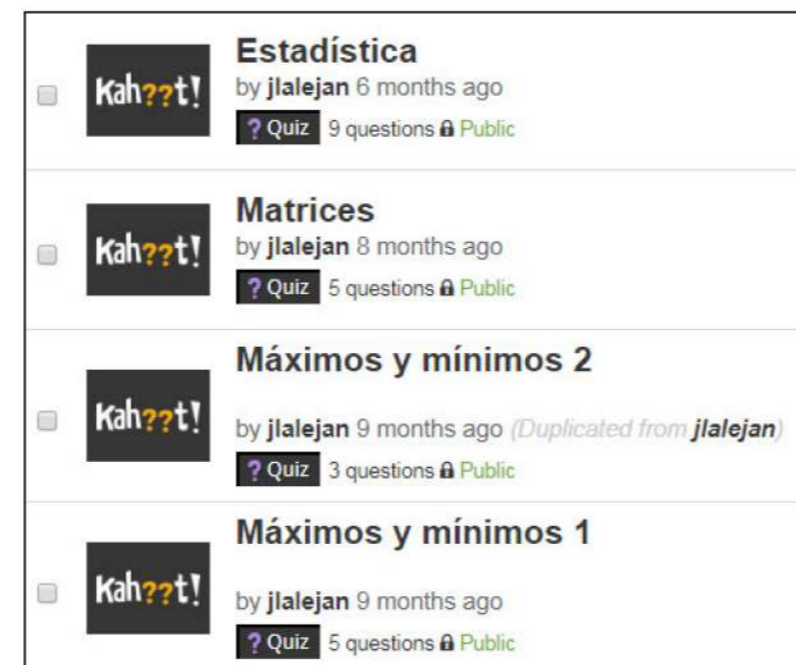 Kah??t!
Estadística
by jlalejan 6 months ago
? Quiz 9 questions Public
Kah??t!
Matrices
by jlalejan 8 months ago
? Quiz 5 questions Public
Kah??t!
Máximos y mínimos 2
by jlalejan 9 months ago (Duplicated from jlalejan)
? Quiz 3 questions Public
Kah??t!
Máximos y mínimos 1
by jlalejan 9 months ago
? Quiz 5 questions Public